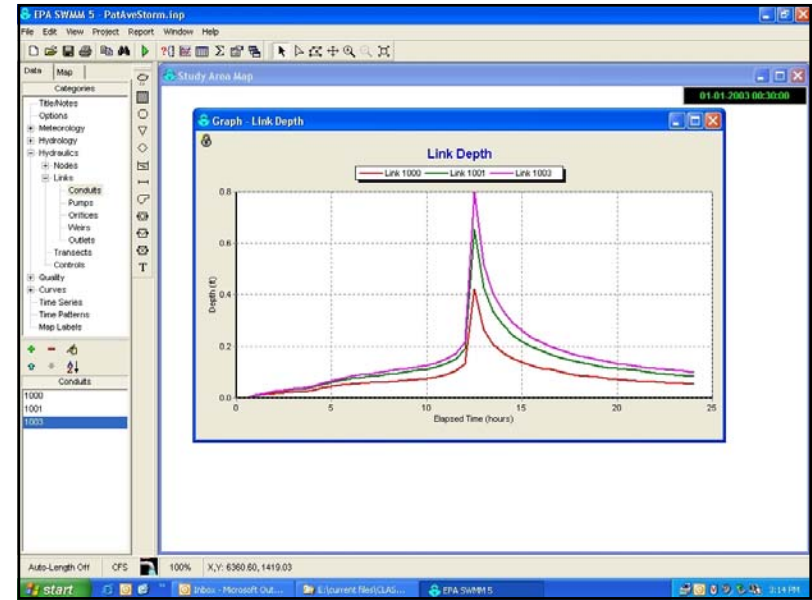 EPA SWMM 5 - PatAveStorm.inp
File Edit View Project Report Window Help
Data Map
Categories
Title/Notes
Options
Meteorology
Hydrology
Hydraulics
Nodes
Links
Conduits
Pumps
Orifices
Weirs
Outlets
Transects
Controls
Quality
Curves
Time Series
Time Patterns
Map Labels
Conduits
1000
1001
1003
T
Study Area Map
01-01-2003 00:30:00
Graph - Link Depth
Link Depth
Link 1000 Link 1001 Link 1003
0.8
0.6
0.4
0.2
0.0
Depth (ft)
0 5 10 15 20 25
Elapsed Time (hours)
Auto-Length Off CFS 100% X,Y: 6360.60, 1419.03
start Inbox - Microsoft Out... E:\current files\CLAS... EPA SWMM 5 2:14 PM